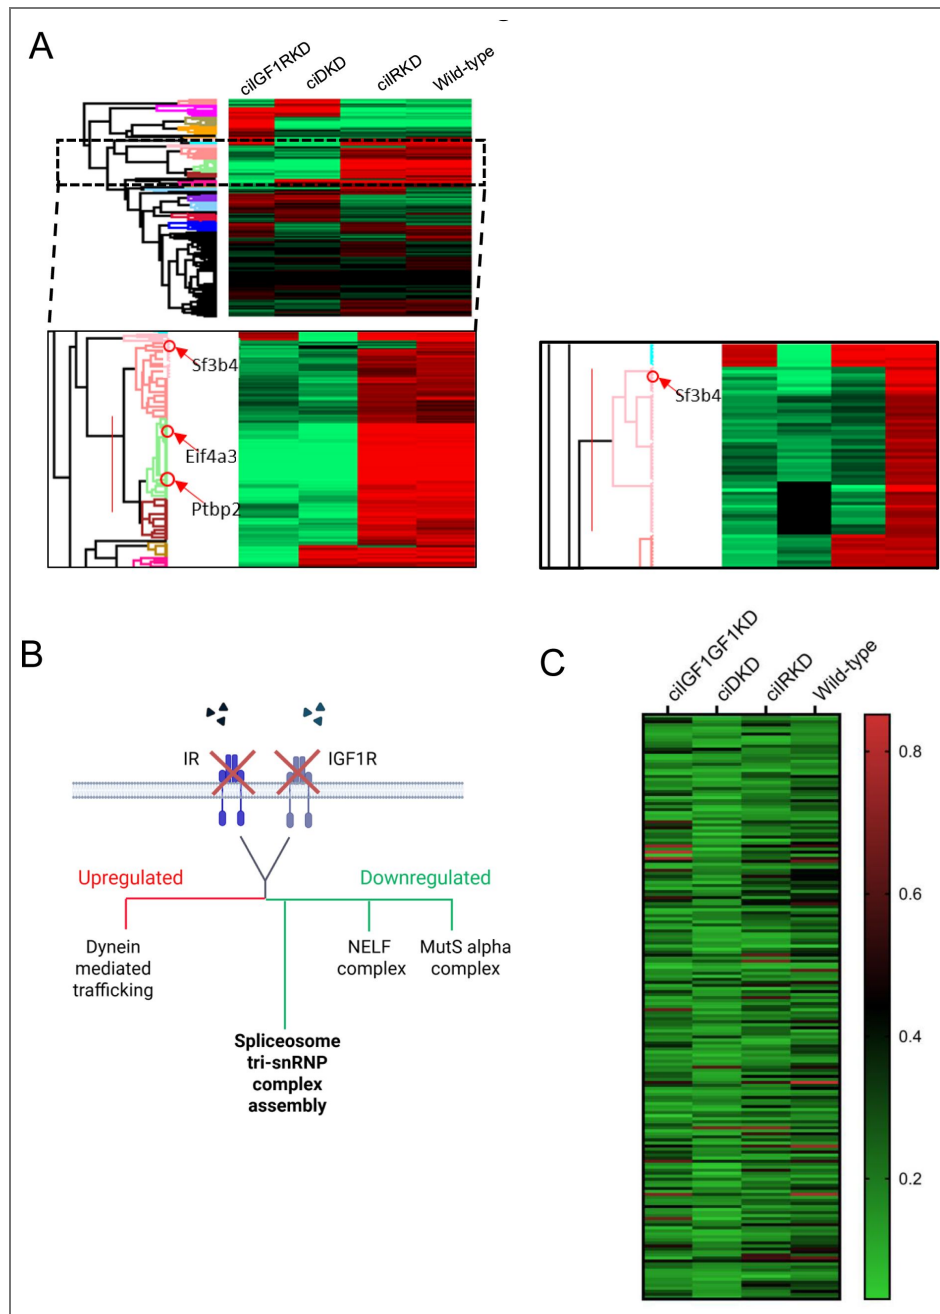 A
ciIGF1RKD ciDKD ciIRKD Wild-type
Sf3b4
Eif4a3
Ptbp2
Sf3b4
B
IR IGF1R
Upregulated Downregulated
Dynein
mediated
trafficking
NELF
complex
MutS alpha
complex
Spliceosome
tri-snRNP
complex
assembly
C
ciIGF1GF1KD ciDKD ciIRKD Wild-type
0.8
0.6
0.4
0.2